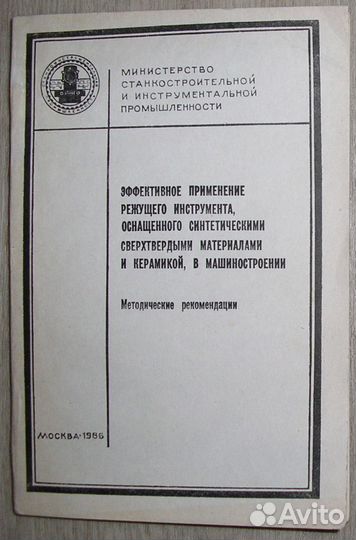 МИНИСТЕРСТВО
СТАНКОСТРОИТЕЛЬНОЙ
И ИНСТРУМЕНТАЛЬНОЙ
ПРОМЫШЛЕННОСТИ
ЭФФЕКТИВНОЕ ПРИМЕНЕНИЕ
РЕЖУЩЕГО ИНСТРУМЕНТА,
ОСНАЩЕННОГО СИНТЕТИЧЕСКИМИ
СВЕРХТВЕРДЫМИ МАТЕРИАЛАМИ
И КЕРАМИКОЙ, В МАШИНОСТРОЕНИИ
Методические рекомендации
МОСКВА-1986
Avito